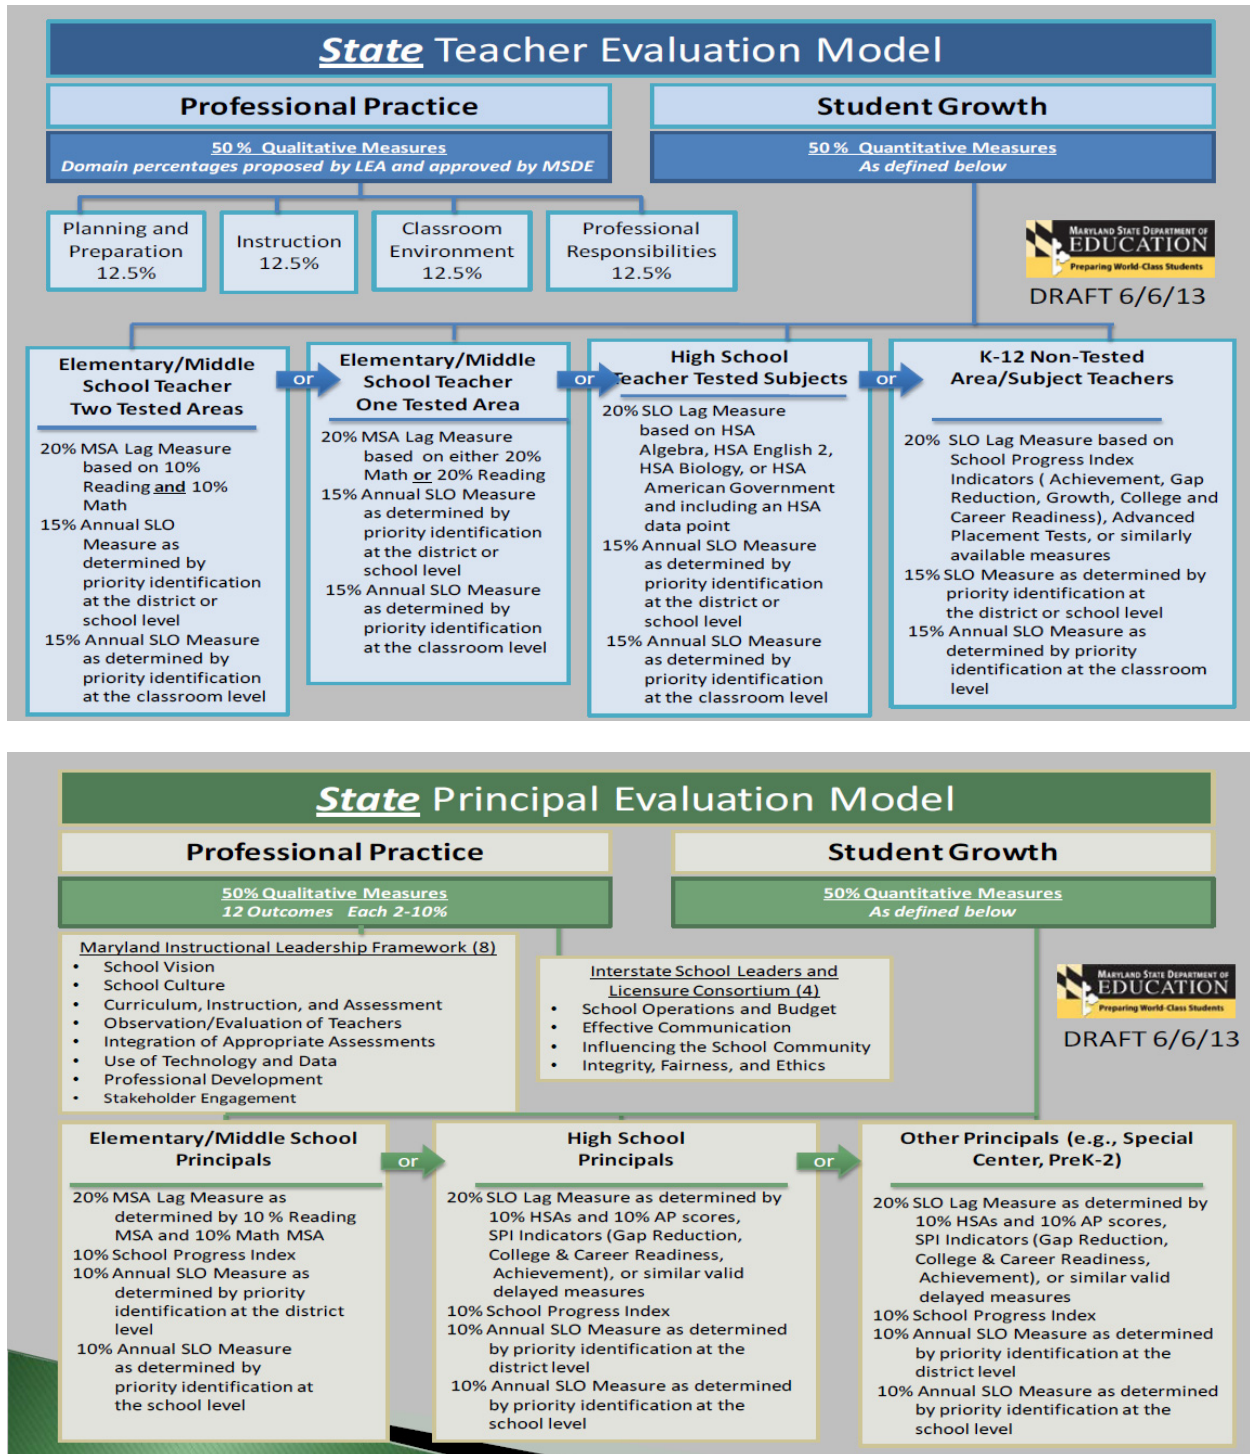 State Teacher Evaluation Model
Professional Practice
50 % Qualitative Measures
Domain percentages proposed by LEA and approved by MSDE
Student Growth
50 % Quantitative Measures
As defined below
Planning and
Preparation
12.5%
Instruction
12.5%
Classroom
Environment
12.5%
Professional
Responsibilities
12.5%
MARYLAND STATE DEPARTMENT OF
EDUCATION
Preparing World-Class Students
DRAFT 6/6/13
Elementary/Middle
School Teacher
Two Tested Areas
20% MSA Lag Measure
based on 10%
Reading and 10%
Math
15% Annual SLO
Measure as
determined by
priority identification
at the district or
school level
15% Annual SLO Measure
as determined by
priority identification
at the classroom level
or
Elementary/Middle
School Teacher
One Tested Area
20% MSA Lag Measure
based on either 20%
Math or 20% Reading
15% Annual SLO Measure
as determined by
priority identification
at the district or
school level
15% Annual SLO Measure
as determined by
priority identification
at the classroom level
or
High School
Teacher Tested Subjects
20% SLO Lag Measure
based on HSA
Algebra, HSA English 2,
HSA Biology, or HSA
American Government
and including an HSA
data point
15% Annual SLO Measure
as determined by
priority identification
at the district or
school level
15% Annual SLO Measure
as determined by
priority identification
at the classroom level
or
K-12 Non-Tested
Area/Subject Teachers
20% SLO Lag Measure based on
School Progress Index
Indicators ( Achievement, Gap
Reduction, Growth, College and
Career Readiness), Advanced
Placement Tests, or similarly
available measures
15% SLO Measure as determined by
priority identification at
the district or school level
15% Annual SLO Measure as
determined by priority
identification at the classroom
level
State Principal Evaluation Model
Professional Practice
50% Qualitative Measures
12 Outcomes Each 2-10%
Student Growth
50% Quantitative Measures
As defined below
Maryland Instructional Leadership Framework (8)
• School Vision
• School Culture
• Curriculum, Instruction, and Assessment
• Observation/Evaluation of Teachers
• Integration of Appropriate Assessments
• Use of Technology and Data
• Professional Development
• Stakeholder Engagement
Interstate School Leaders and
Licensure Consortium (4)
• School Operations and Budget
• Effective Communication
• Influencing the School Community
• Integrity, Fairness, and Ethics
MARYLAND STATE DEPARTMENT OF
EDUCATION
Preparing World-Class Students
DRAFT 6/6/13
Elementary/Middle School
Principals
20% MSA Lag Measure as
determined by 10 % Reading
MSA and 10% Math MSA
10% School Progress Index
10% Annual SLO Measure as
determined by priority
identification at the district
level
10% Annual SLO Measure
as determined by
priority identification at
the school level
or
High School
Principals
20% SLO Lag Measure as determined by
10% HSAs and 10% AP scores,
SPI Indicators (Gap Reduction,
College & Career Readiness,
Achievement), or similar valid
delayed measures
10% School Progress Index
10% Annual SLO Measure as determined
by priority identification at the
district level
10% Annual SLO Measure as determined
by priority identification at the
school level
or
Other Principals (e.g., Special
Center, PreK-2)
20% SLO Lag Measure as determined by
10% HSAs and 10% AP scores,
SPI Indicators (Gap Reduction,
College & Career Readiness,
Achievement), or similar valid
delayed measures
10% School Progress Index
10% Annual SLO Measure as determined
by priority identification at the
district level
10% Annual SLO Measure as determined
by priority identification at the
school level